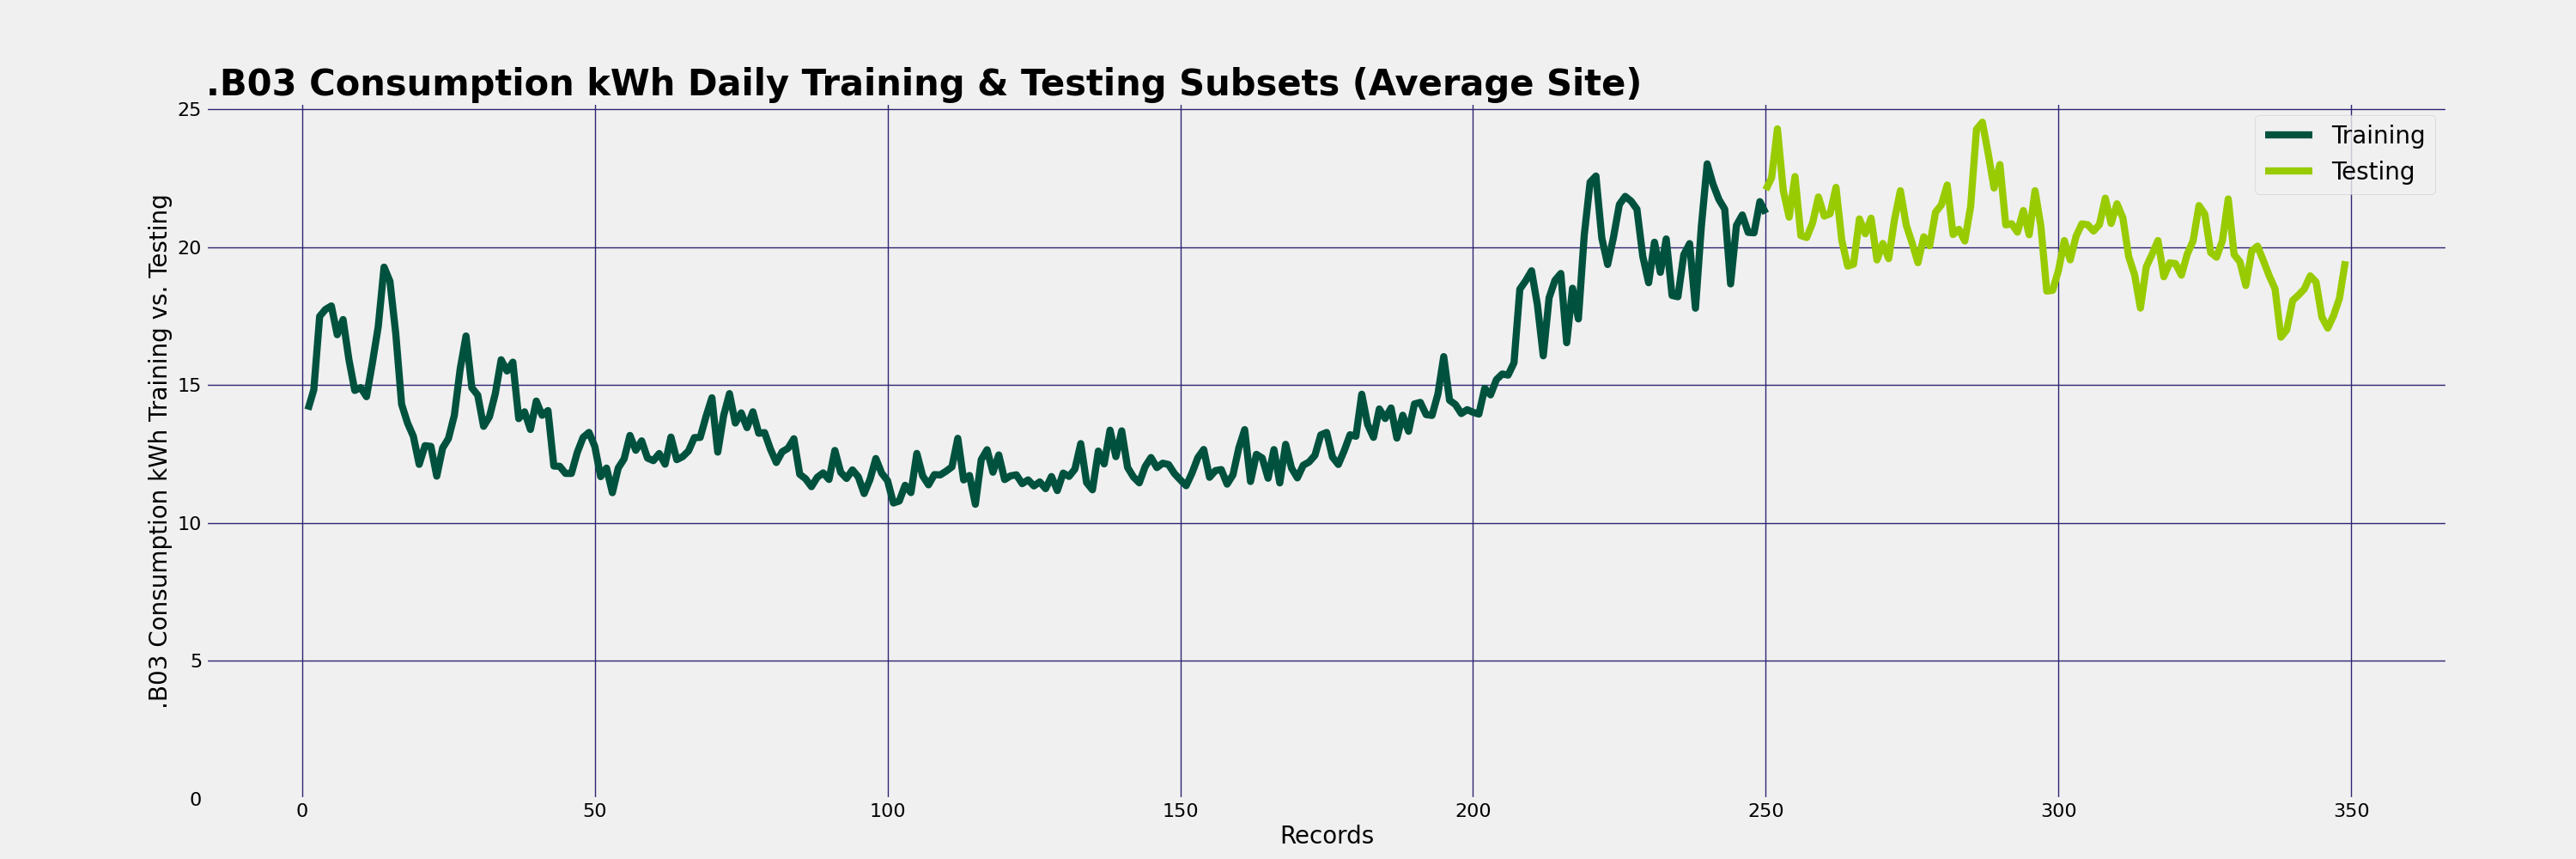 .B03 Consumption kWh Daily Training & Testing Subsets (Average Site)
.B03 Consumption kWh Training vs. Testing
25
20
15
10
5
0
Training
Testing
0 50 100 150 200 250 300 350
Records